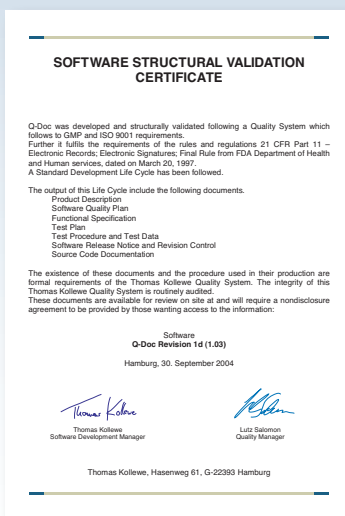 SOFTWARE STRUCTURAL VALIDATION
CERTIFICATE
Q-Doc was developed and structurally validated following a Quality System which
follows to GMP and ISO 9001 requirements.
Further it fulfils the requirements of the rules and regulations 21 CFR Part 11 –
Electronic Records; Electronic Signatures; Final Rule from FDA Department of Health
and Human services, dated on March 20, 1997.
A Standard Development Life Cycle has been followed.
The output of this Life Cycle include the following documents.
Product Description
Software Quality Plan
Functional Specification
Test Plan
Test Procedure and Test Data
Software Release Notice and Revision Control
Source Code Documentation
The existence of these documents and the procedure used in their production are
formal requirements of the Thomas Kollewe Quality System. The integrity of this
Thomas Kollewe Quality System is routinely audited.
These documents are available for review on site at and will require a nondisclosure
agreement to be provided by those wanting access to the information:
Software
Q-Doc Revision 1d (1.03)
Hamburg, 30. September 2004
Thomas Kollewe
Thomas Kollewe
Software Development Manager
Lutz Salomon
Quality Manager
Thomas Kollewe, Hasenweg 61, G-22393 Hamburg